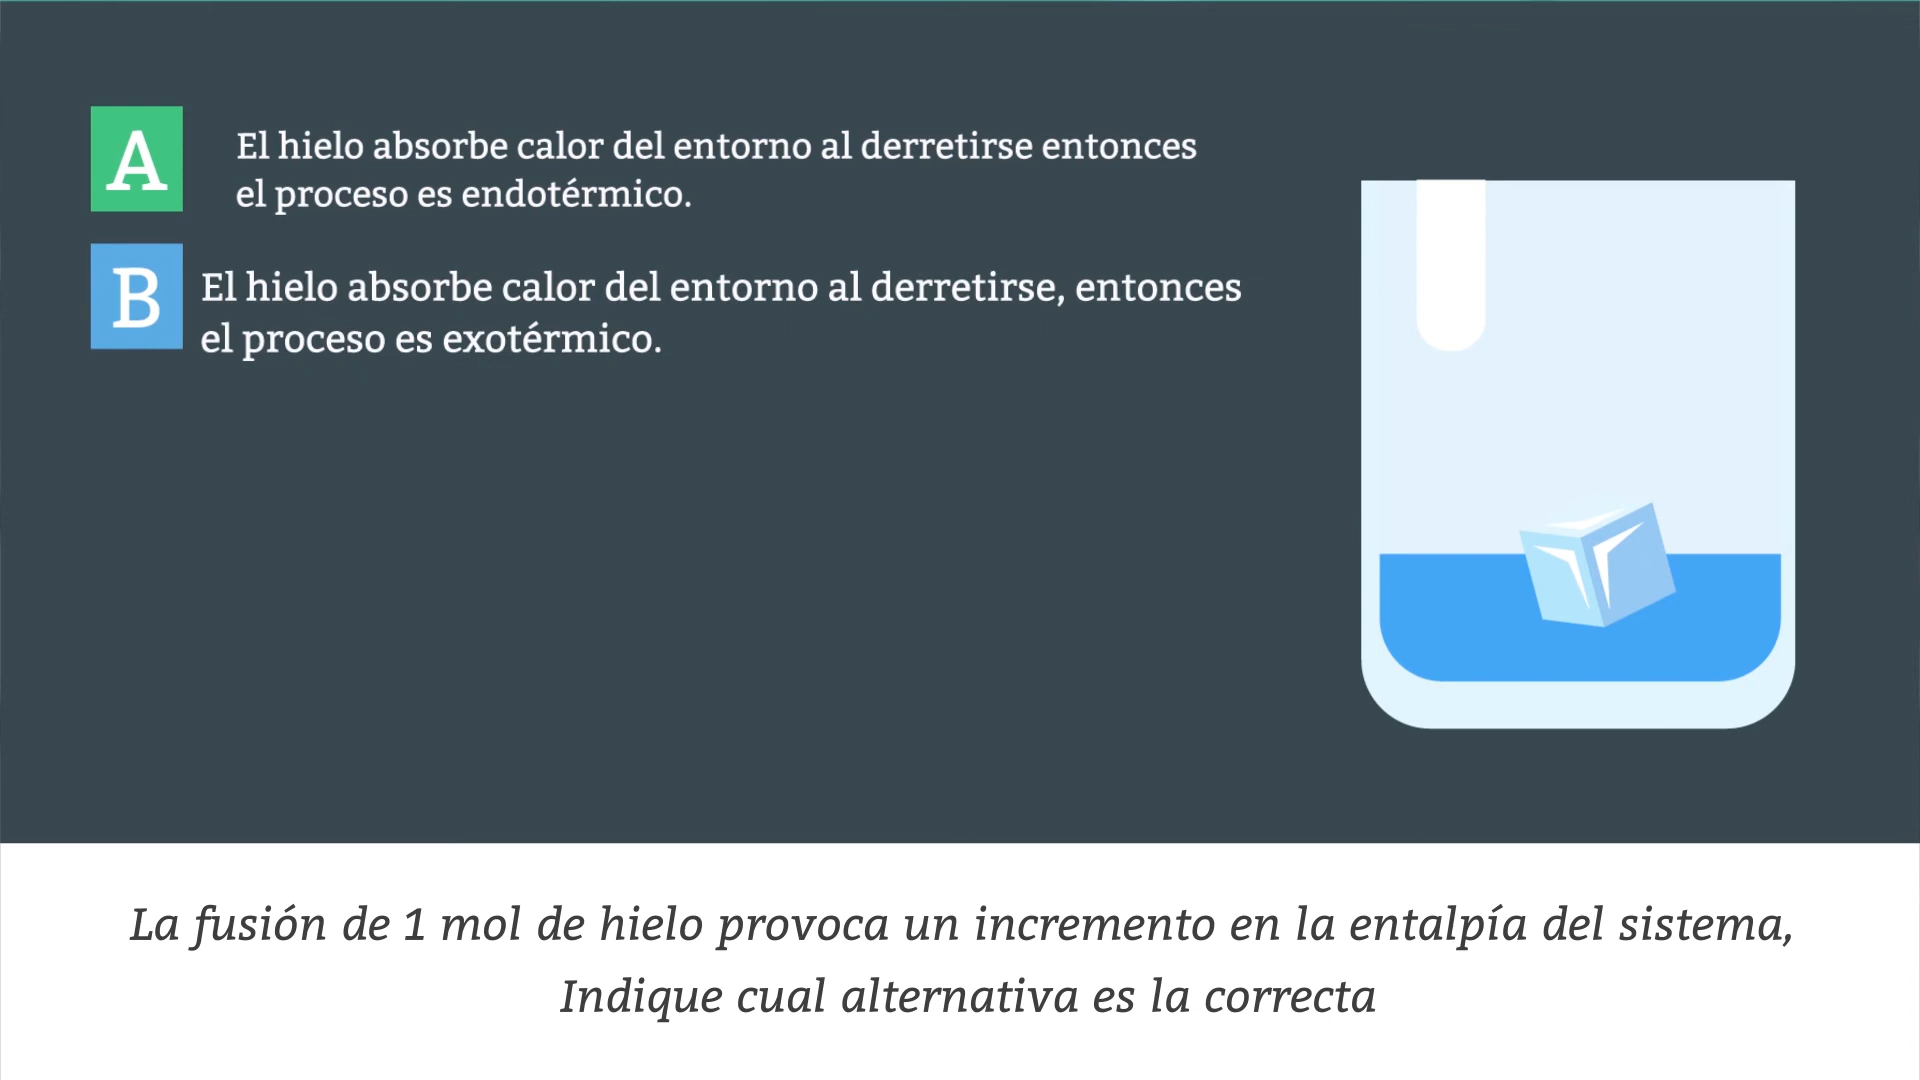 A
El hielo absorbe calor del entorno al derretirse entonces
el proceso es endotérmico.
B
El hielo absorbe calor del entorno al derretirse, entonces
el proceso es exotérmico.
La fusión de 1 mol de hielo provoca un incremento en la entalpía del sistema,
Indique cual alternativa es la correcta